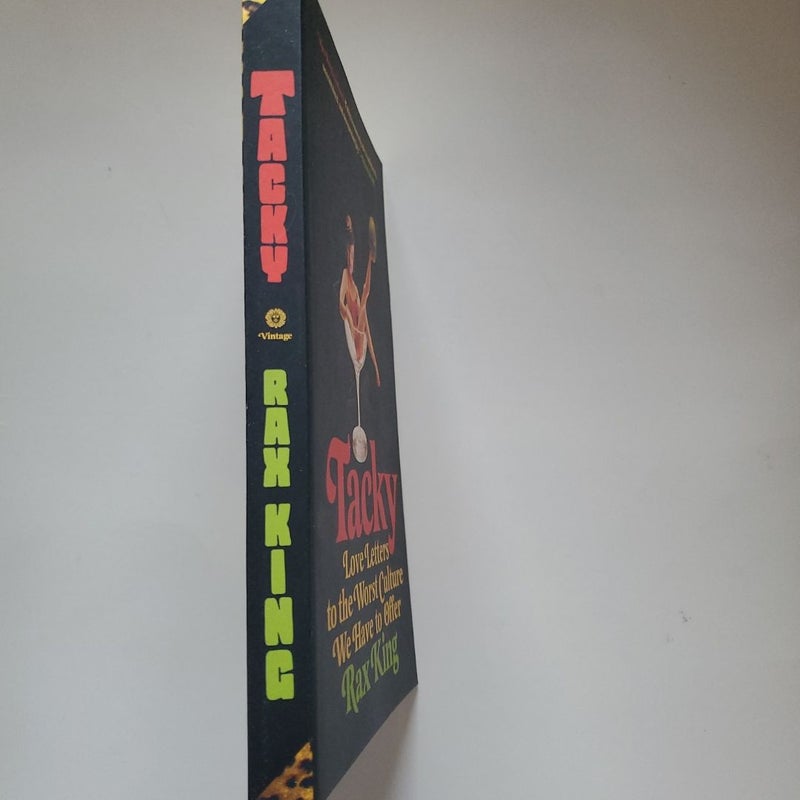 TACKY
Vintage
RAX KING
Tacky
Love Letters
to the Worst Culture
We Have to Offer
Rax King